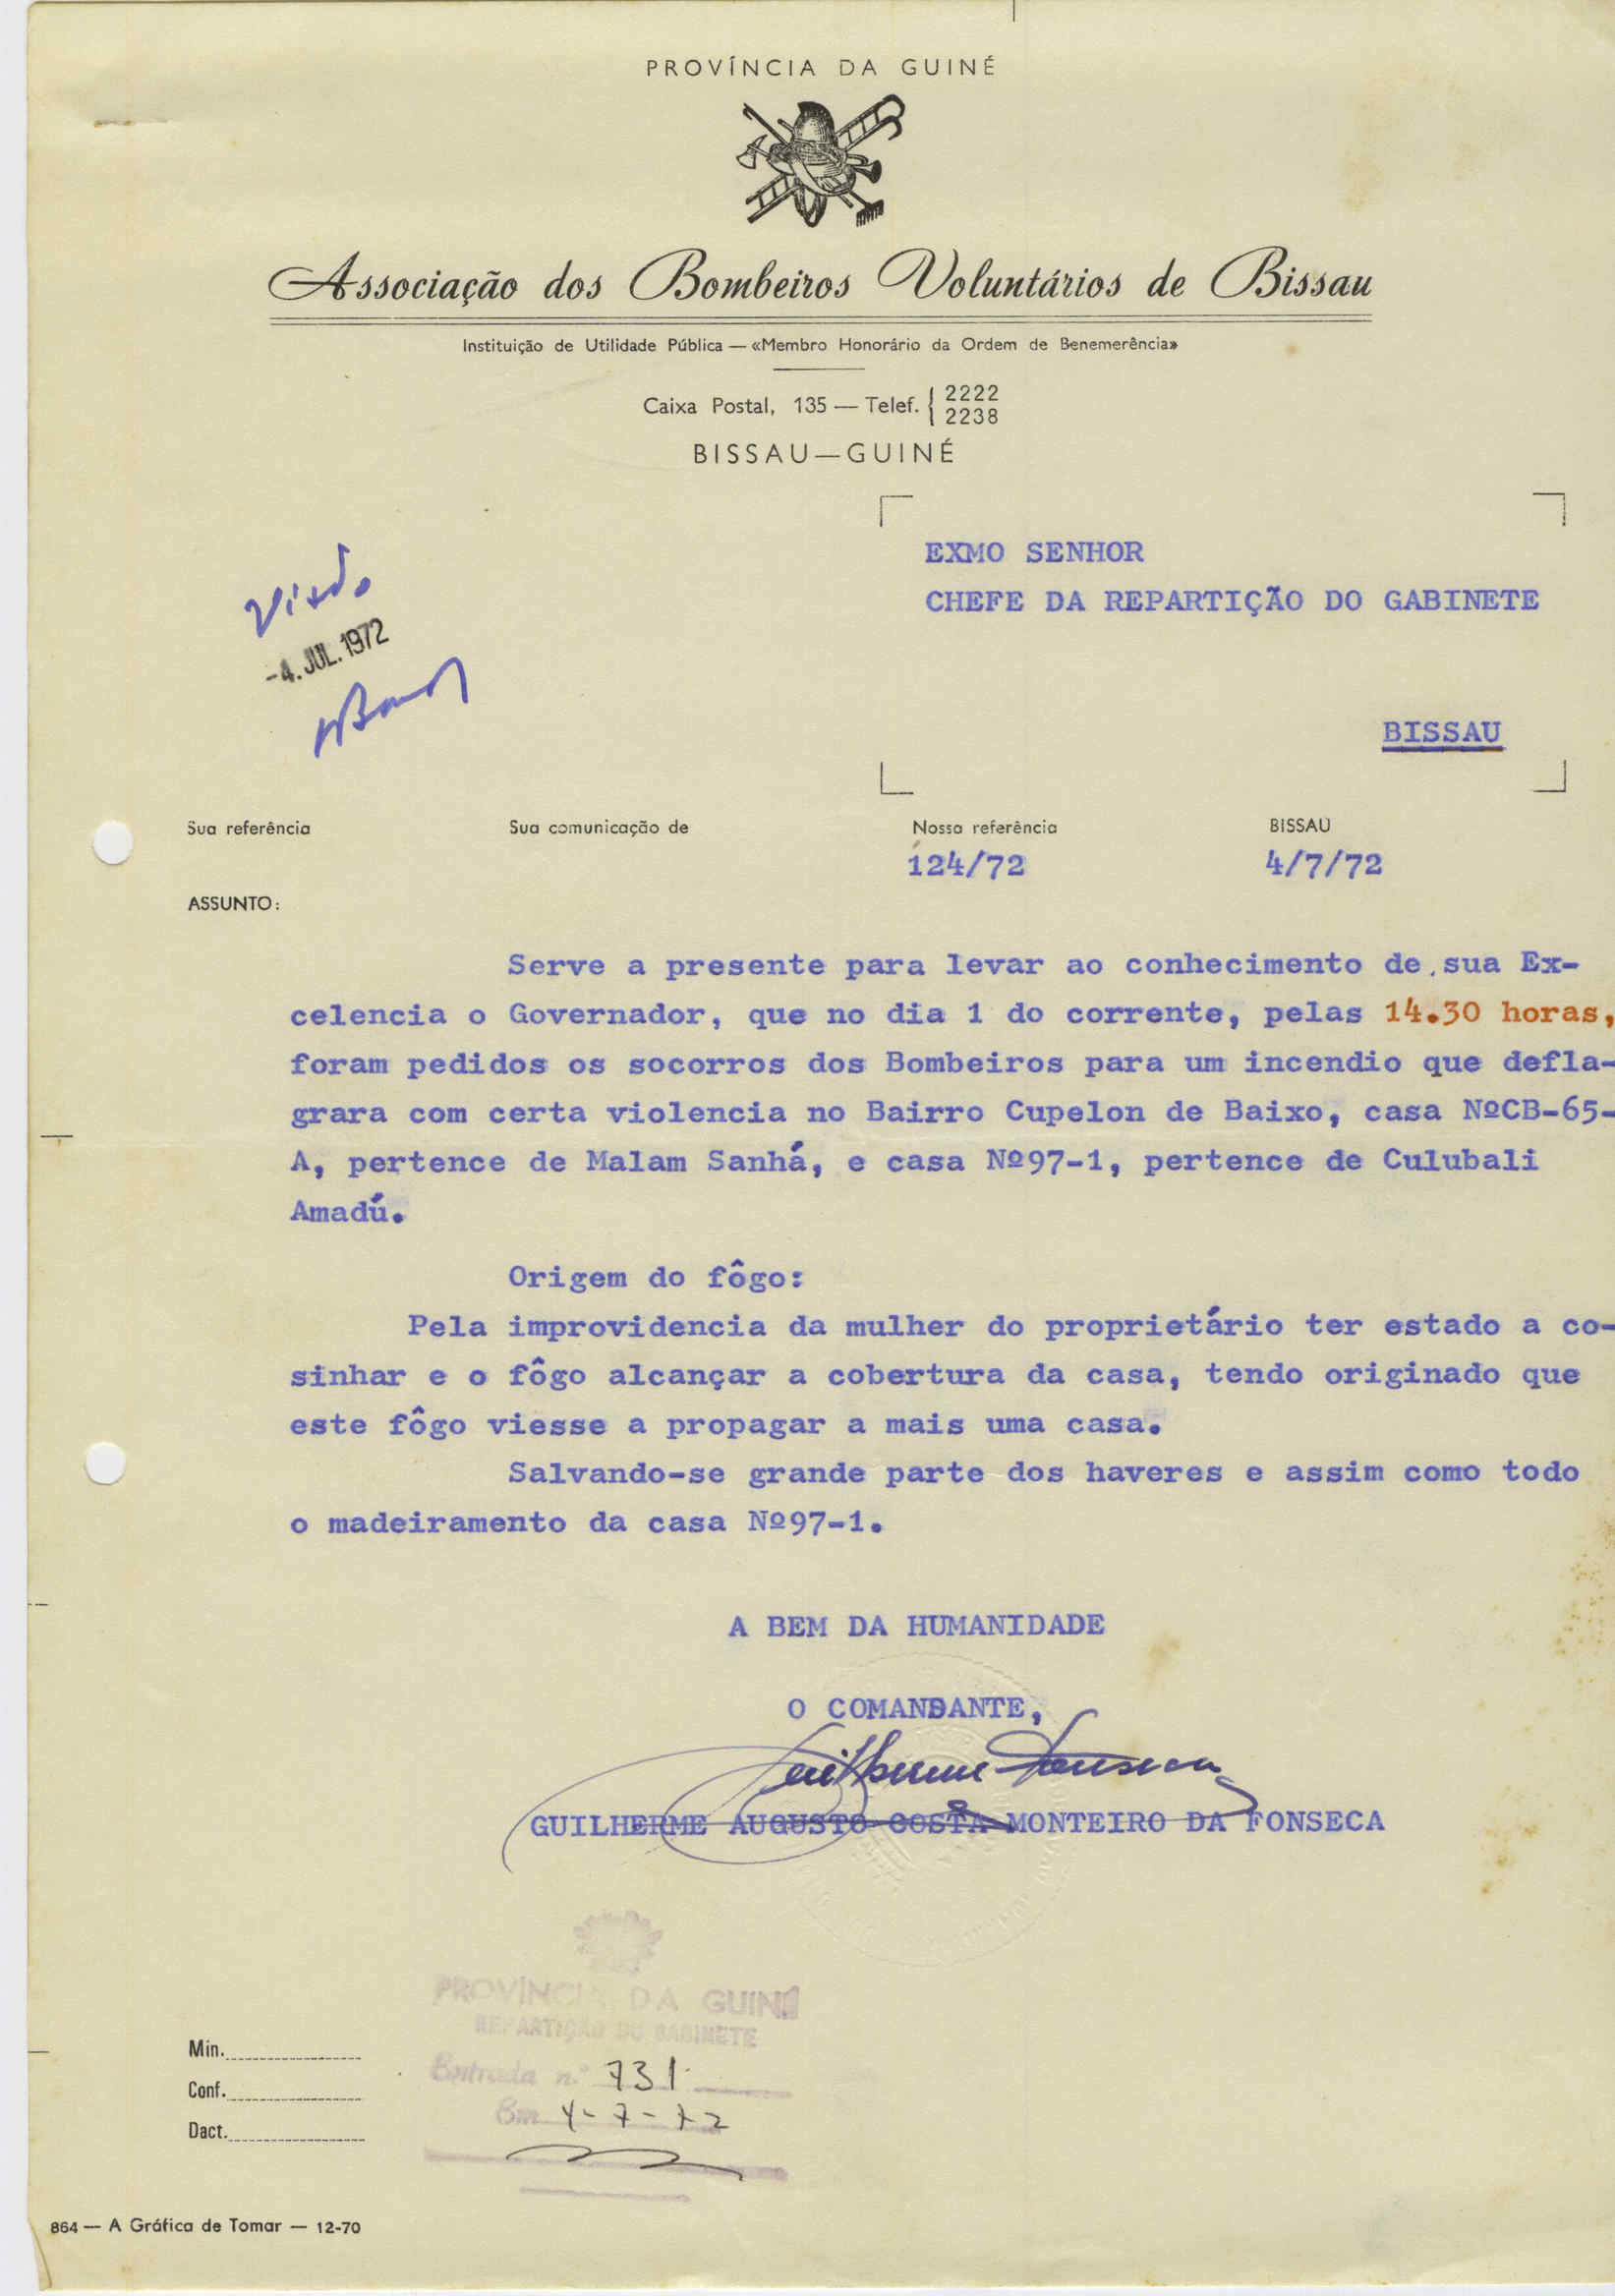 PROVÍNCIA DA GUINÉ
Associação dos Bombeiros Voluntários de Bissau
Instituição de Utilidade Pública — «Membro Honorário da Ordem de Benemerência»
Caixa Postal, 135 — Telef. { 2222
2238
BISSAU — GUINÉ
EXMO SENHOR
CHEFE DA REPARTIÇÃO DO GABINETE
BISSAU
Visto
-4. JUL. 1972
Sua referência Sua comunicação de Nossa referência BISSAU
124/72 4/7/72
ASSUNTO:
Serve a presente para levar ao conhecimento de sua Ex-
celencia o Governador, que no dia 1 do corrente, pelas 14.30 horas,
foram pedidos os socorros dos Bombeiros para um incendio que defla-
grara com certa violencia no Bairro Cupelon de Baixo, casa NºCB-65-
A, pertence de Malam Sanhá, e casa Nº97-1, pertence de Culubali
Amadú.
Origem do fôgo:
Pela improvidencia da mulher do proprietário ter estado a co-
sinhar e o fôgo alcançar a cobertura da casa, tendo originado que
este fôgo viesse a propagar a mais uma casa.
Salvando-se grande parte dos haveres e assim como todo
o madeiramento da casa Nº97-1.
A BEM DA HUMANIDADE
O COMANDANTE,
Guilherme Fonseca
GUILHERME AUGUSTO COSTA MONTEIRO DA FONSECA
PROVÍNCIA DA GUINÉ
REPARTIÇÃO DO GABINETE
Entrada n.º 731
Em 4-7-72
Min.
Conf.
Dact.
864 — A Gráfica de Tomar — 12-70